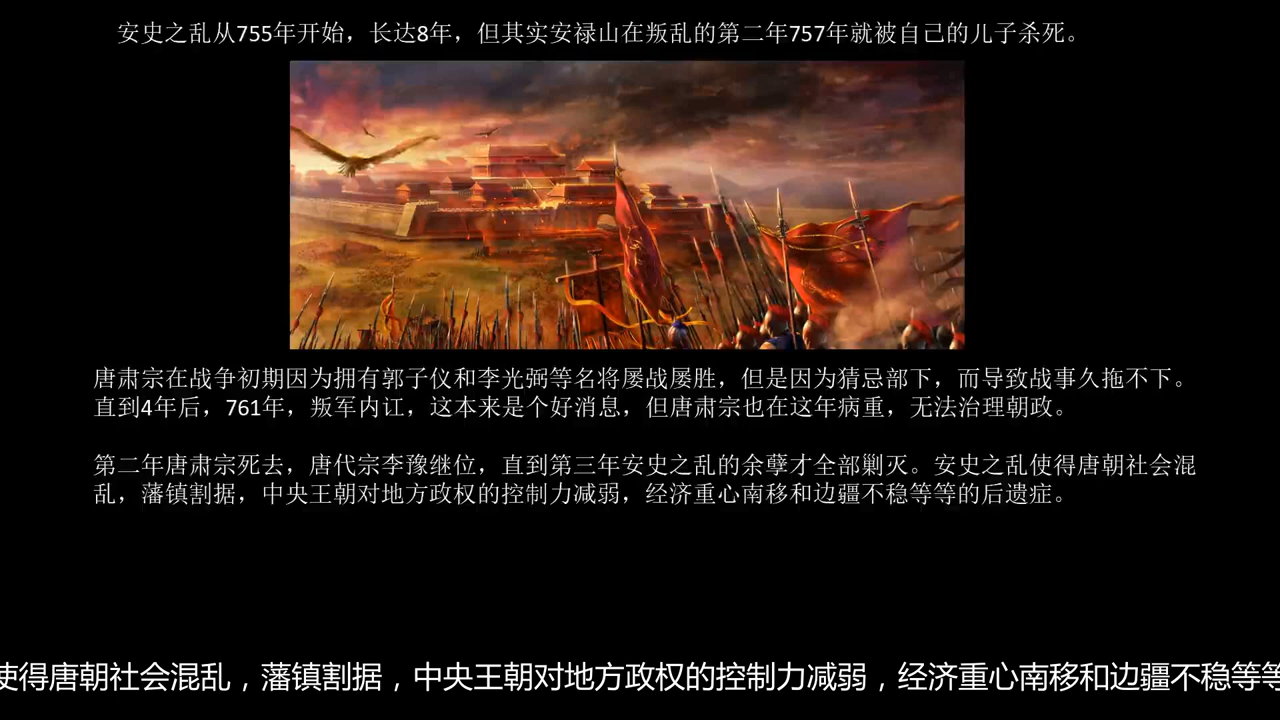 安史之乱从755年开始，长达8年，但其实安禄山在叛乱的第二年757年就被自己的儿子杀死。
唐肃宗在战争初期因为拥有郭子仪和李光弼等名将屡战屡胜，但是因为猜忌部下，而导致战事久拖不下。
直到4年后，761年，叛军内讧，这本来是个好消息，但唐肃宗也在这年病重，无法治理朝政。
第二年唐肃宗死去，唐代宗李豫继位，直到第三年安史之乱的余孽才全部剿灭。安史之乱使得唐朝社会混
乱，藩镇割据，中央王朝对地方政权的控制力减弱，经济重心南移和边疆不稳等等的后遗症。
使得唐朝社会混乱，藩镇割据，中央王朝对地方政权的控制力减弱，经济重心南移和边疆不稳等等